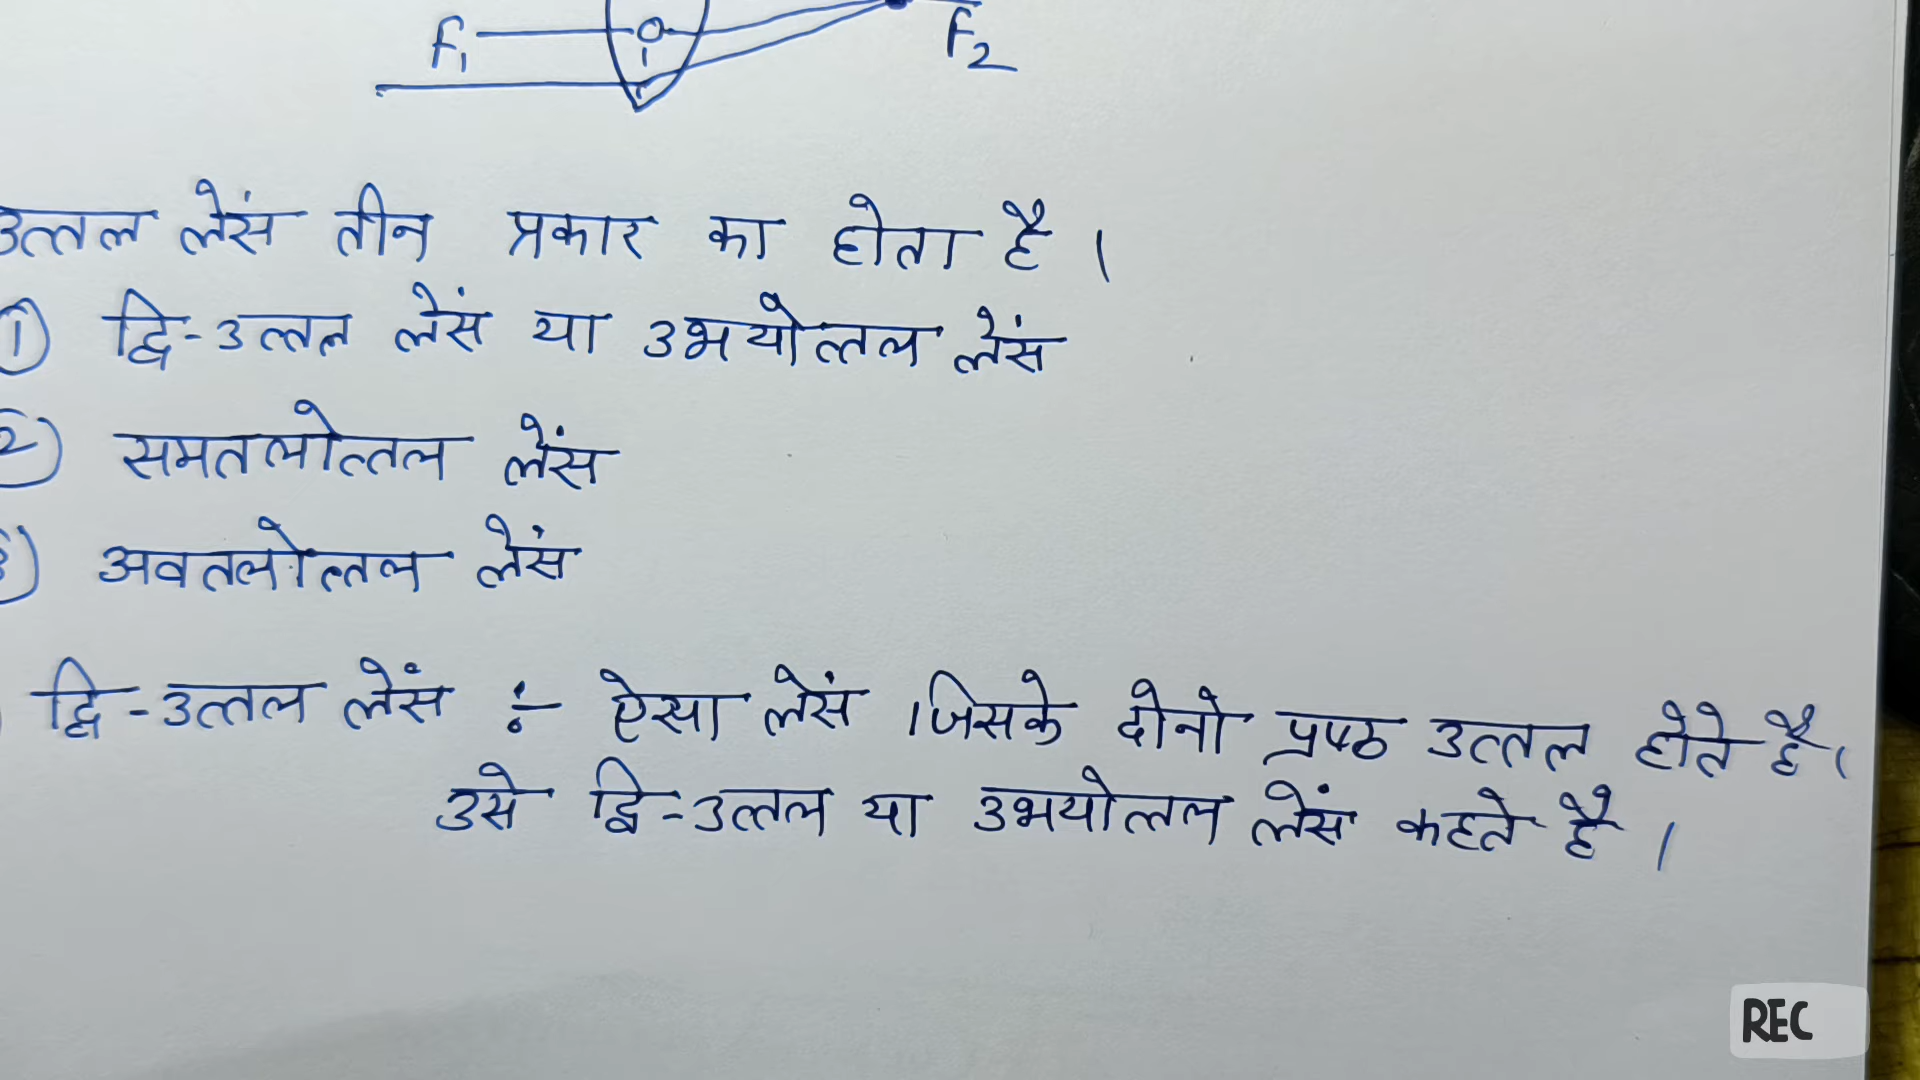 F₁ O F₂
उत्तल लेंस तीन प्रकार का होता है ।
① द्वि-उत्तल लेंस या उभयोत्तल लेंस
② समतलोत्तल लेंस
③ अवतलोत्तल लेंस
द्वि-उत्तल लेंस ÷ ऐसा लेंस जिसके दोनो प्रष्ठ उत्तल होते है।
उसे द्वि-उत्तल या उभयोत्तल लेंस कहते है ।
REC